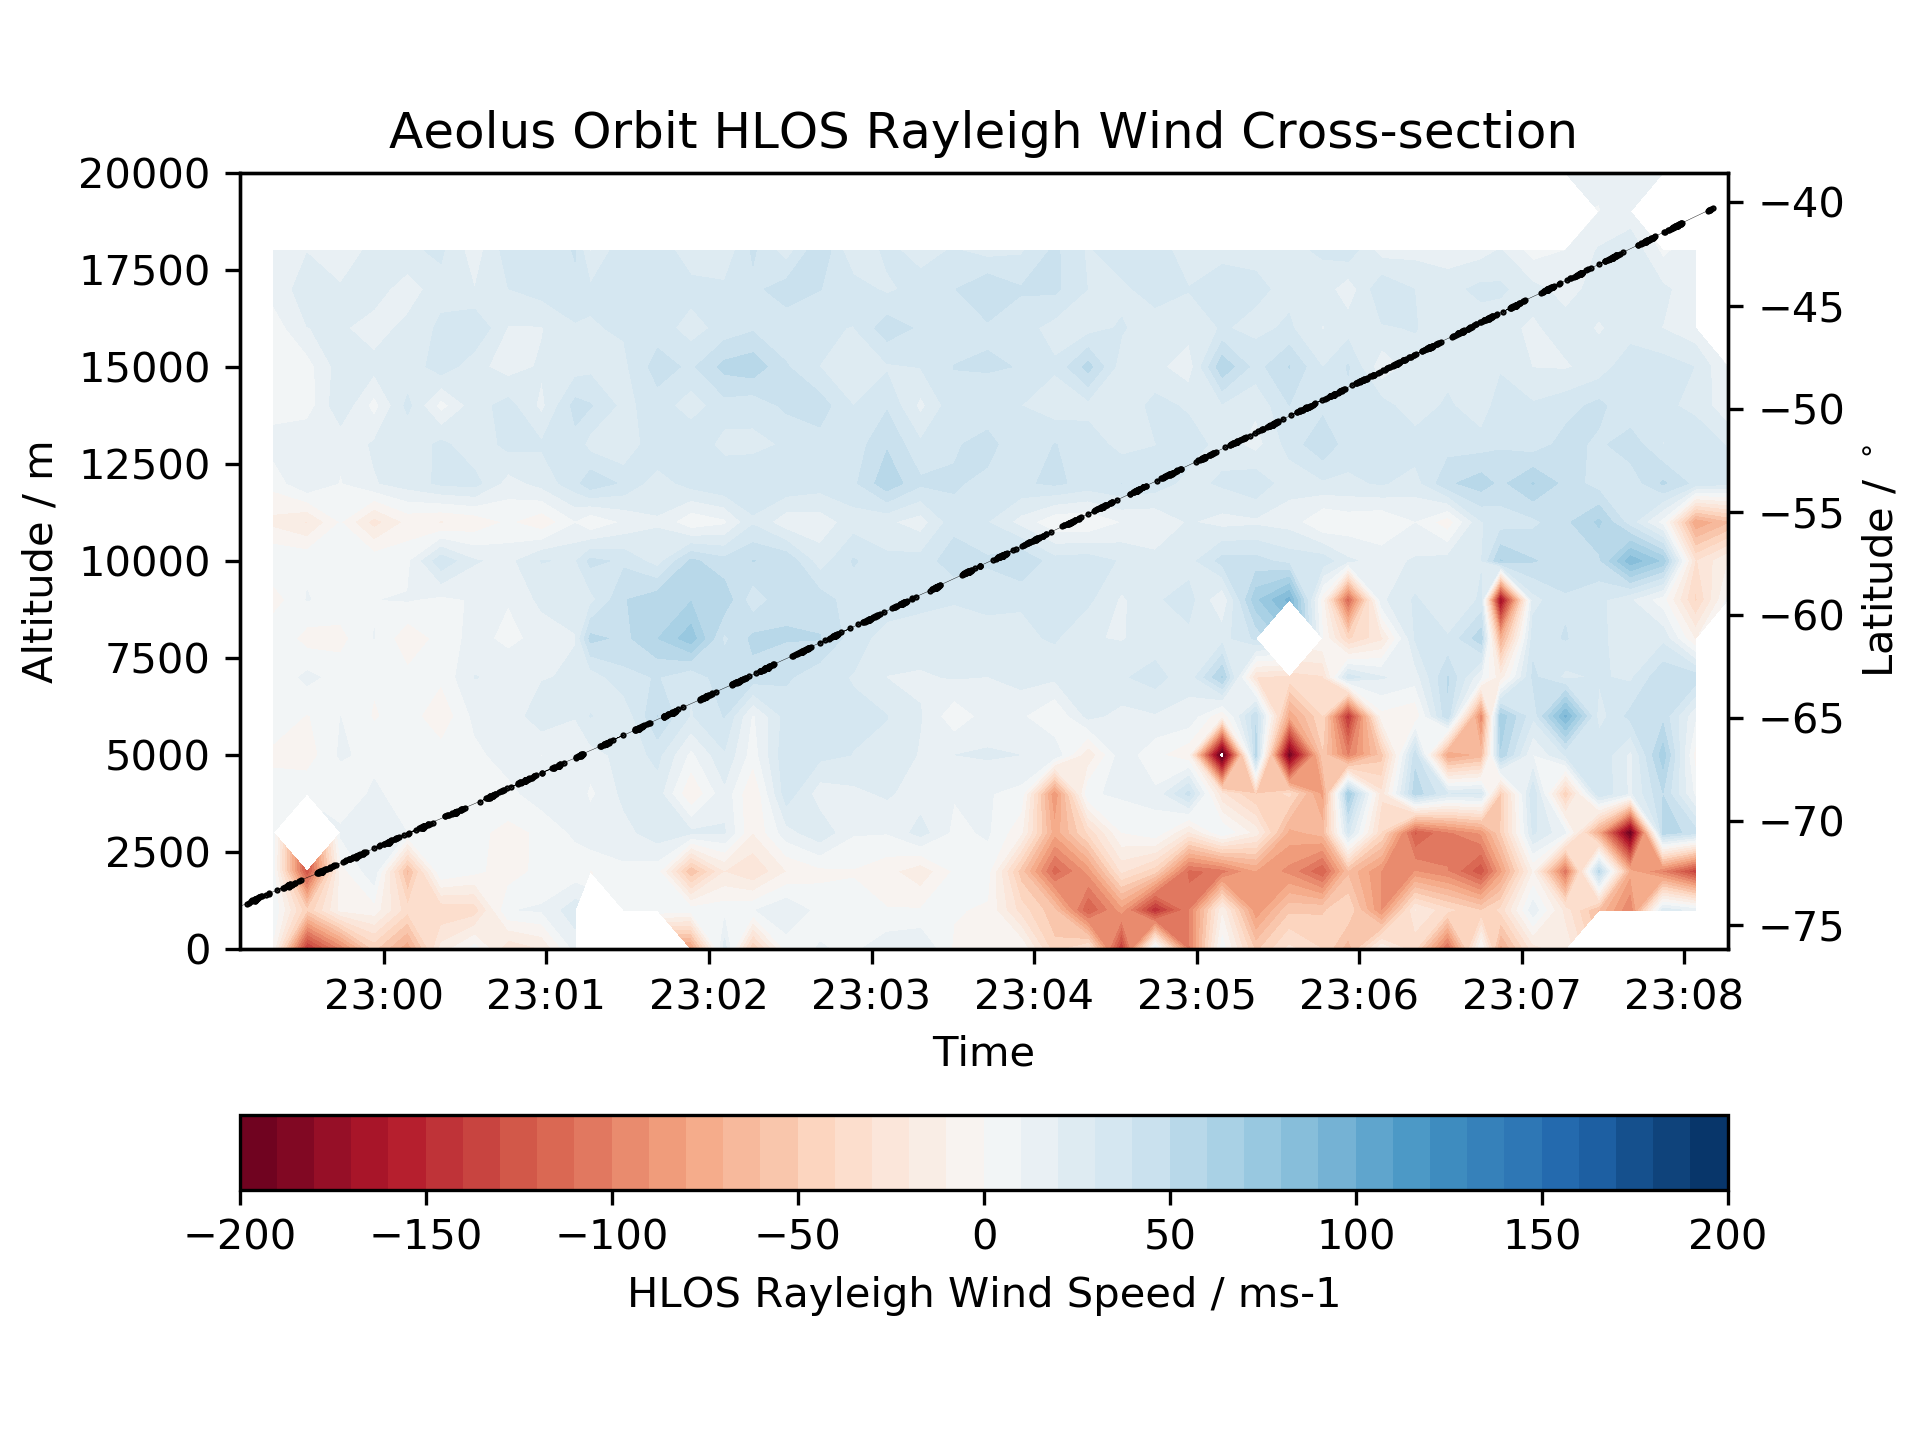 Aeolus Orbit HLOS Rayleigh Wind Cross-section
20000
17500
15000
12500
10000
7500
5000
2500
0
Altitude / m
−40
−45
−50
−55
−60
−65
−70
−75
Latitude / °
23:00 23:01 23:02 23:03 23:04 23:05 23:06 23:07 23:08
Time
−200 −150 −100 −50 0 50 100 150 200
HLOS Rayleigh Wind Speed / ms-1